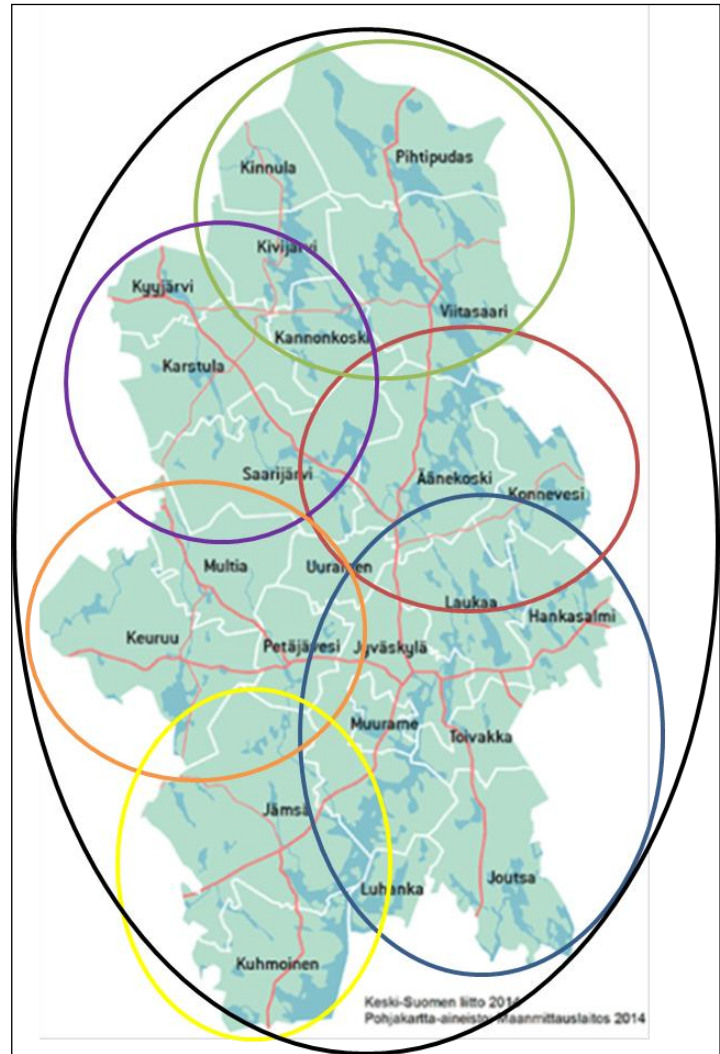 Pihtipudas
Kinnula
Kivijärvi
Kyyjärvi
Viitasaari
Kannonkoski
Karstula
Saarijärvi
Äänekoski
Konnevesi
Multia
Uurainen
Laukaa
Hankasalmi
Keuruu
Petäjävesi
Jyväskylä
Muurame
Toivakka
Jämsä
Luhanka
Joutsa
Kuhmoinen
Keski-Suomen liitto 2014
Pohjakartta-aineisto: Maanmittauslaitos 2014